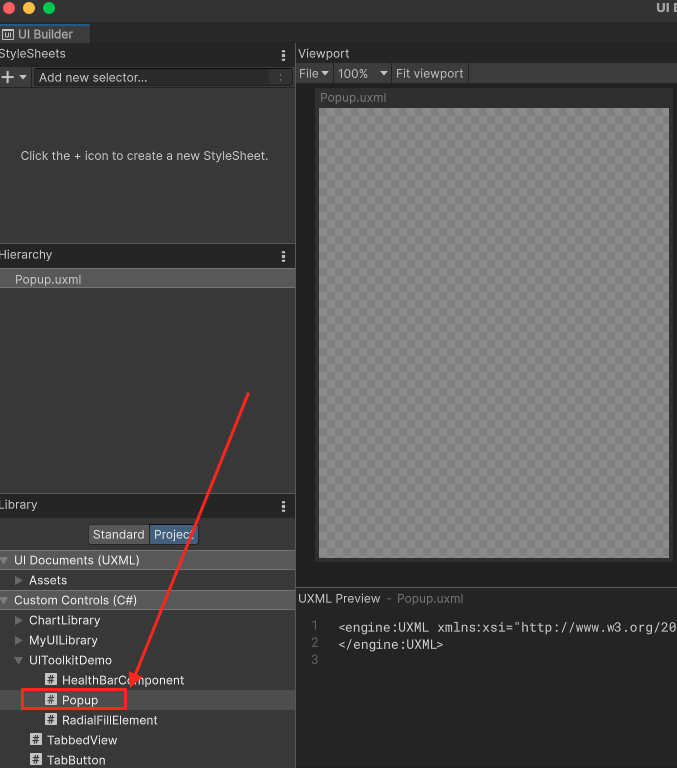 UI B
UI Builder
StyleSheets
Add new selector...
Click the + icon to create a new StyleSheet.
Hierarchy
Popup.uxml
Library
Standard Project
UI Documents (UXML)
Assets
Custom Controls (C#)
ChartLibrary
MyUILibrary
UIToolkitDemo
# HealthBarComponent
# Popup
# RadialFillElement
# TabbedView
# TabButton
Viewport
File 100% Fit viewport
Popup.uxml
UXML Preview - Popup.uxml
1 <engine:UXML xmlns:xsi="http://www.w3.org/20
2 </engine:UXML>
3